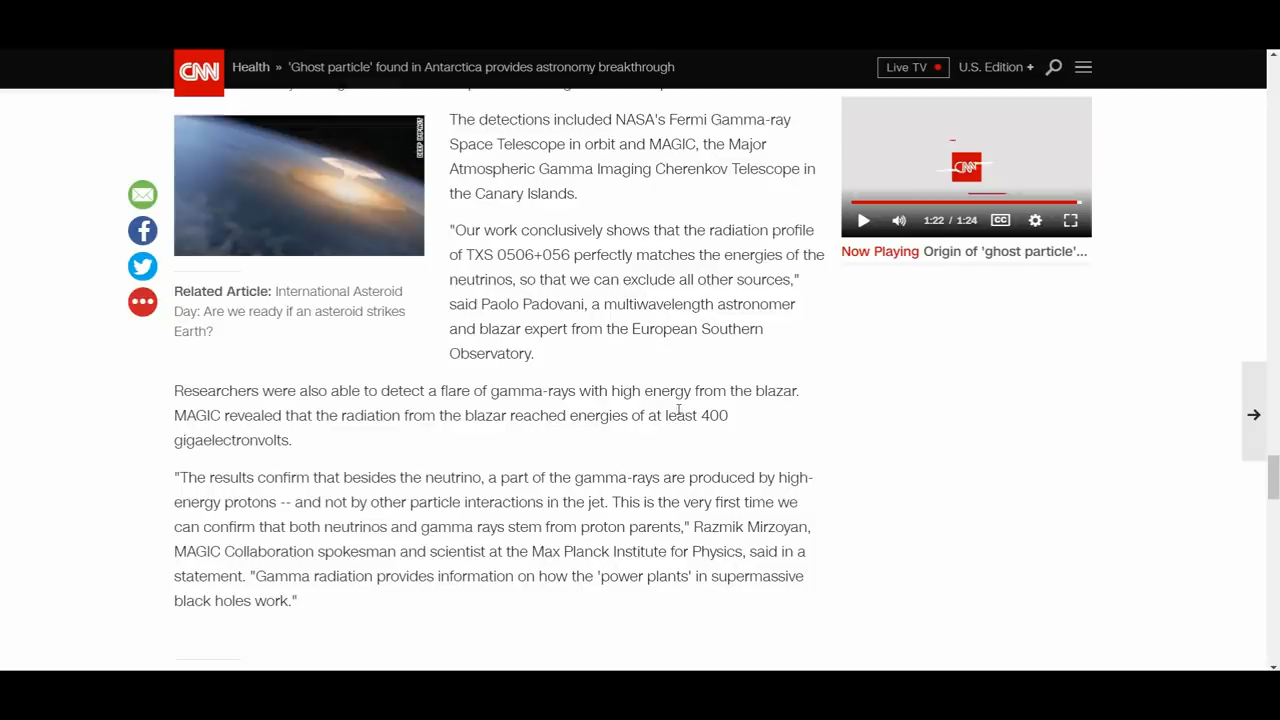 CNN Health » 'Ghost particle' found in Antarctica provides astronomy breakthrough Live TV U.S. Edition +
The detections included NASA's Fermi Gamma-ray
Space Telescope in orbit and MAGIC, the Major
Atmospheric Gamma Imaging Cherenkov Telescope in
the Canary Islands.
"Our work conclusively shows that the radiation profile
of TXS 0506+056 perfectly matches the energies of the
neutrinos, so that we can exclude all other sources,"
said Paolo Padovani, a multiwavelength astronomer
and blazar expert from the European Southern
Observatory.
Related Article: International Asteroid
Day: Are we ready if an asteroid strikes
Earth?
Researchers were also able to detect a flare of gamma-rays with high energy from the blazar.
MAGIC revealed that the radiation from the blazar reached energies of at least 400
gigaelectronvolts.
"The results confirm that besides the neutrino, a part of the gamma-rays are produced by high-
energy protons -- and not by other particle interactions in the jet. This is the very first time we
can confirm that both neutrinos and gamma rays stem from proton parents," Razmik Mirzoyan,
MAGIC Collaboration spokesman and scientist at the Max Planck Institute for Physics, said in a
statement. "Gamma radiation provides information on how the 'power plants' in supermassive
black holes work."
CNN
1:22 / 1:24 CC
Now Playing Origin of 'ghost particle'...